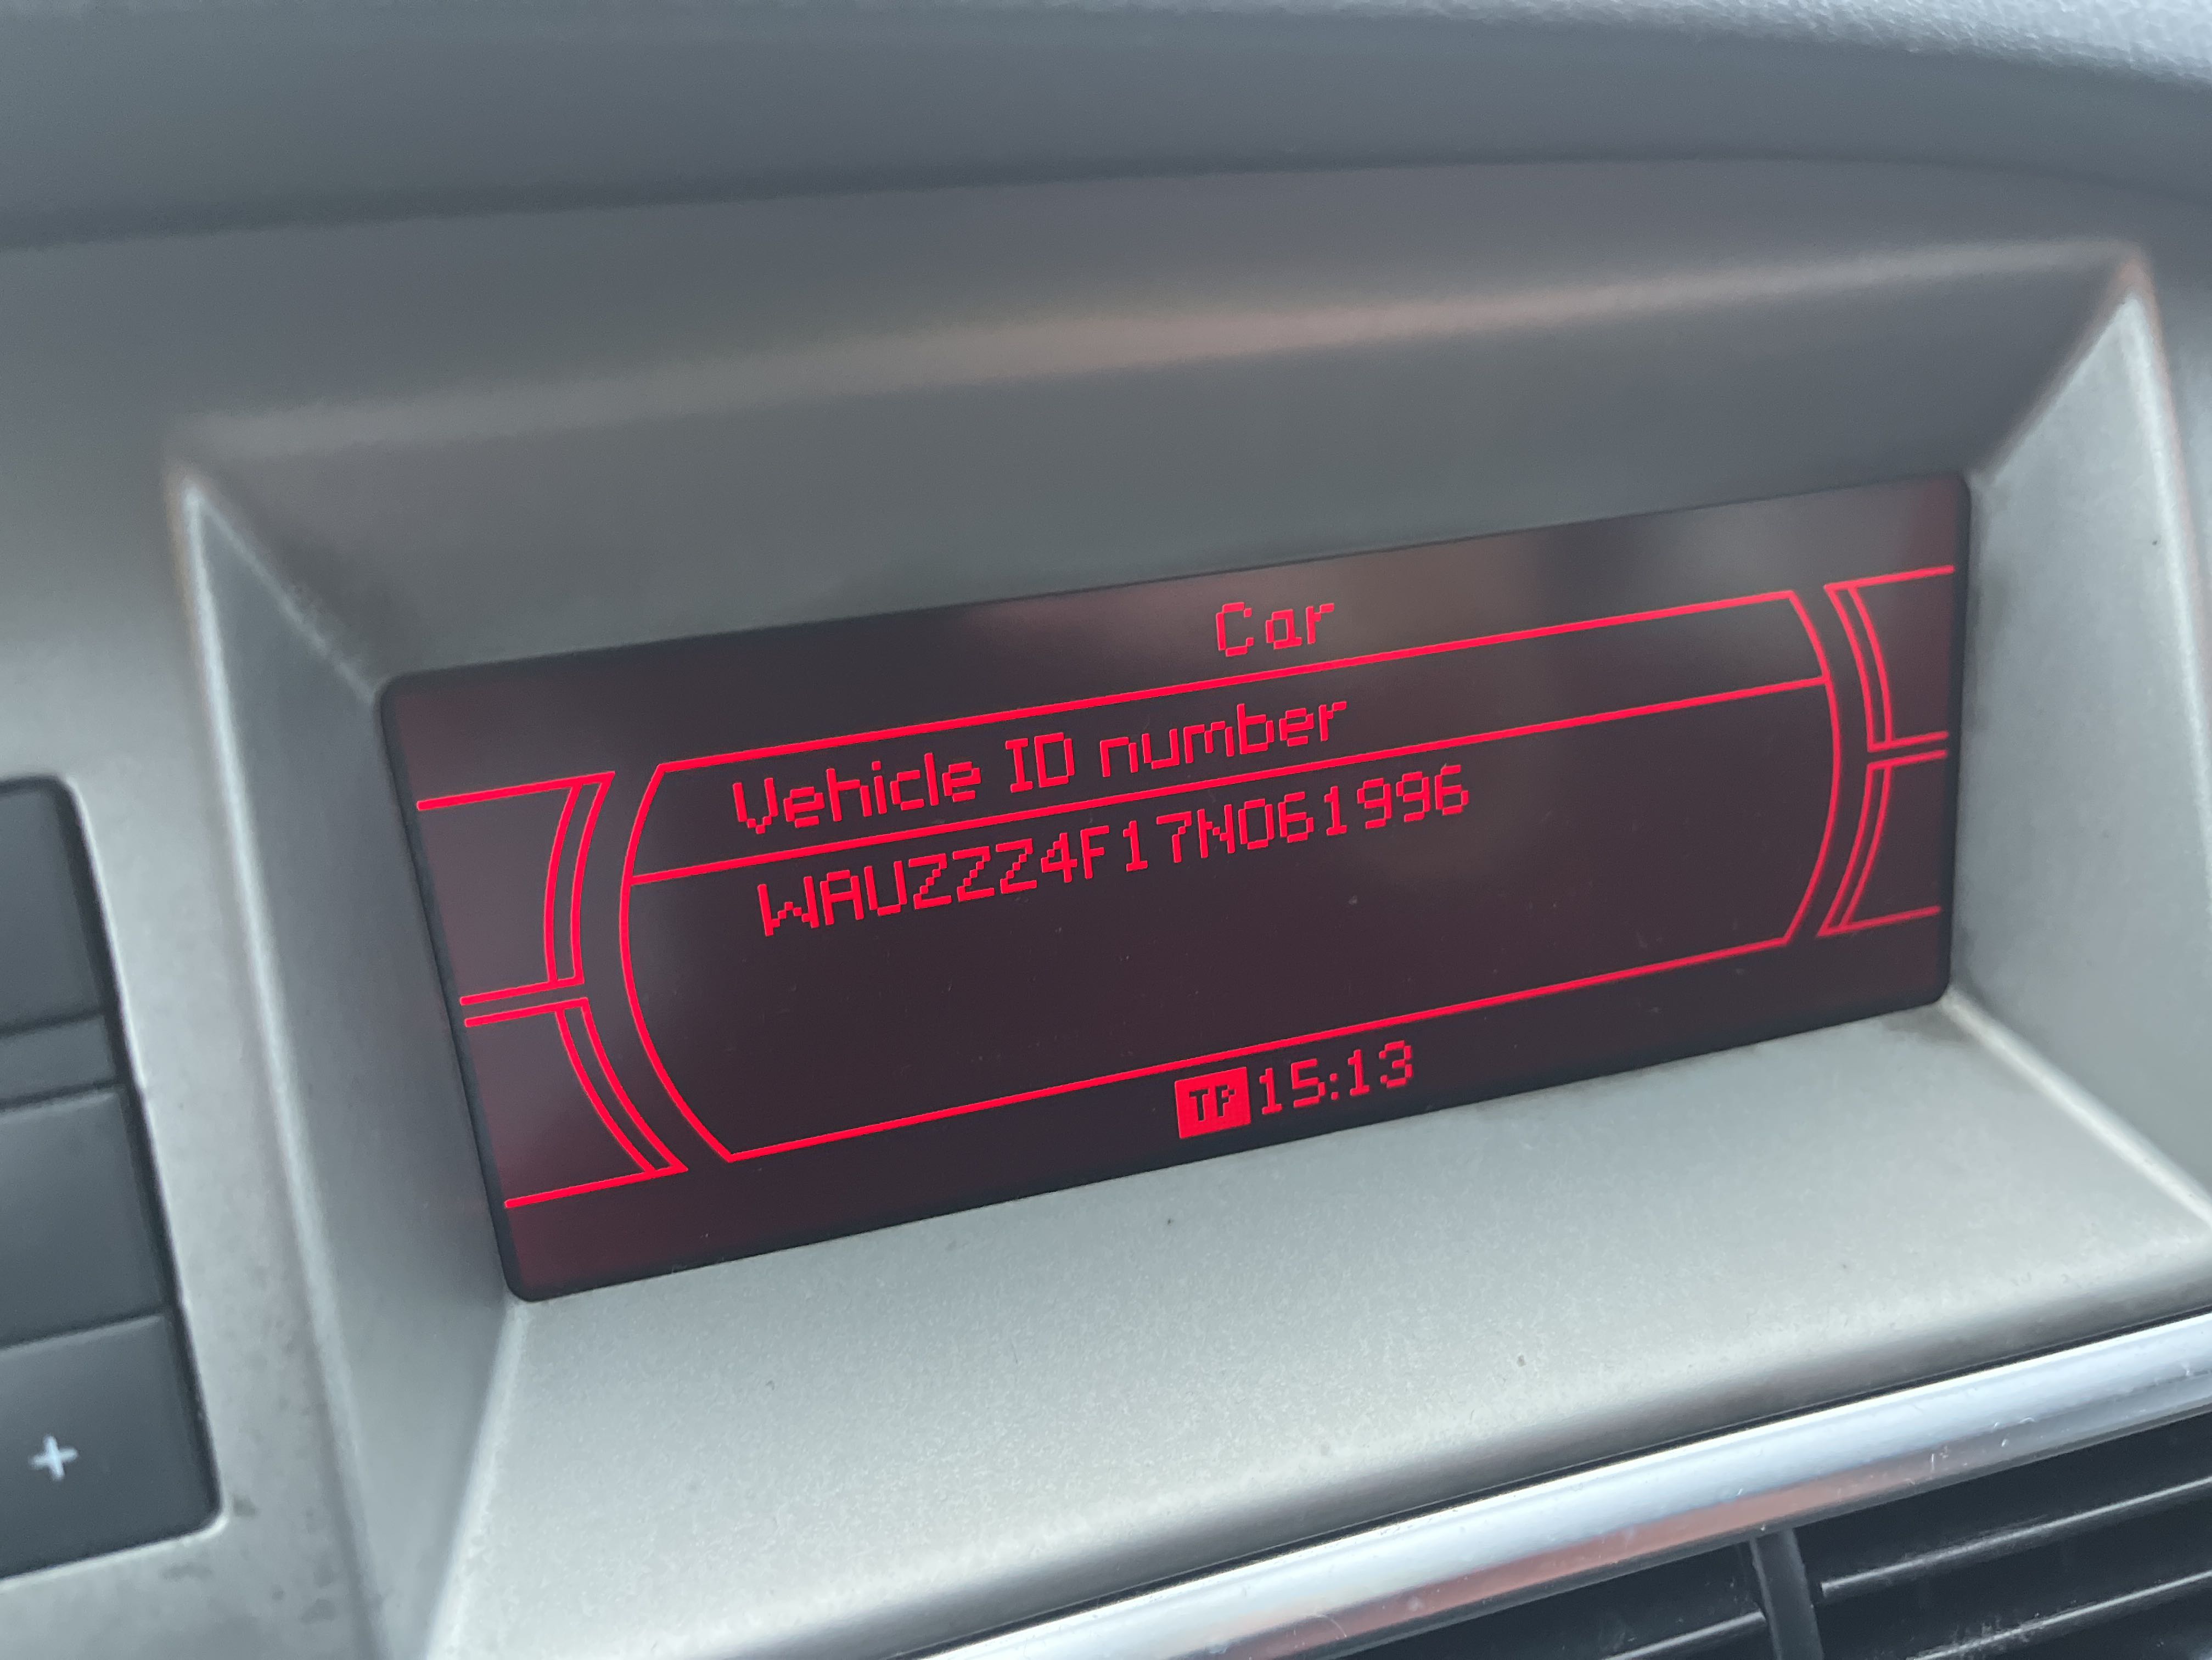 Car
Vehicle ID number
WAUZZZ4F17N061996
TP 15:13
+